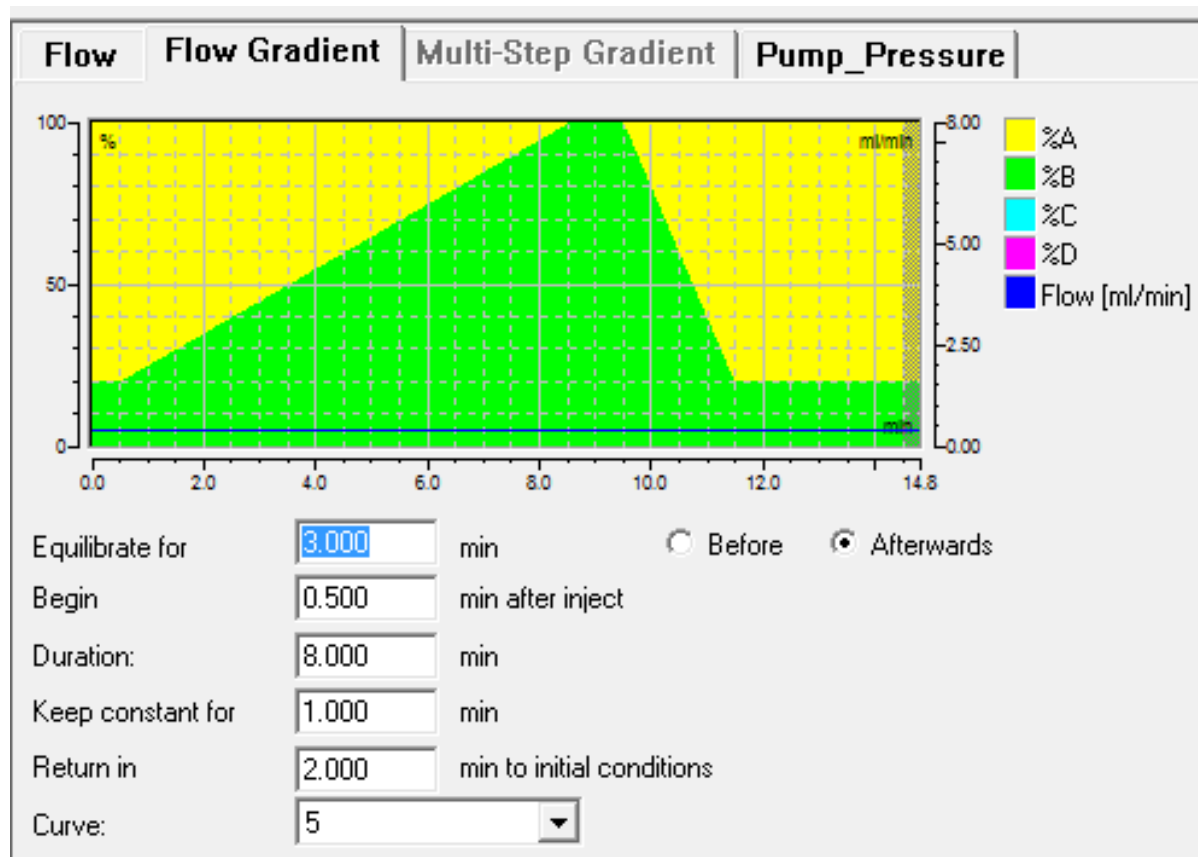 Flow Flow Gradient Multi-Step Gradient Pump_Pressure
100 % ml/min 8.00 %A
%B
%C
5.00 %D
50 Flow [ml/min]
2.50
min
0 0.00
0.0 2.0 4.0 6.0 8.0 10.0 12.0 14.8
Equilibrate for 3.000 min Before Afterwards
Begin 0.500 min after inject
Duration: 8.000 min
Keep constant for 1.000 min
Return in 2.000 min to initial conditions
Curve: 5